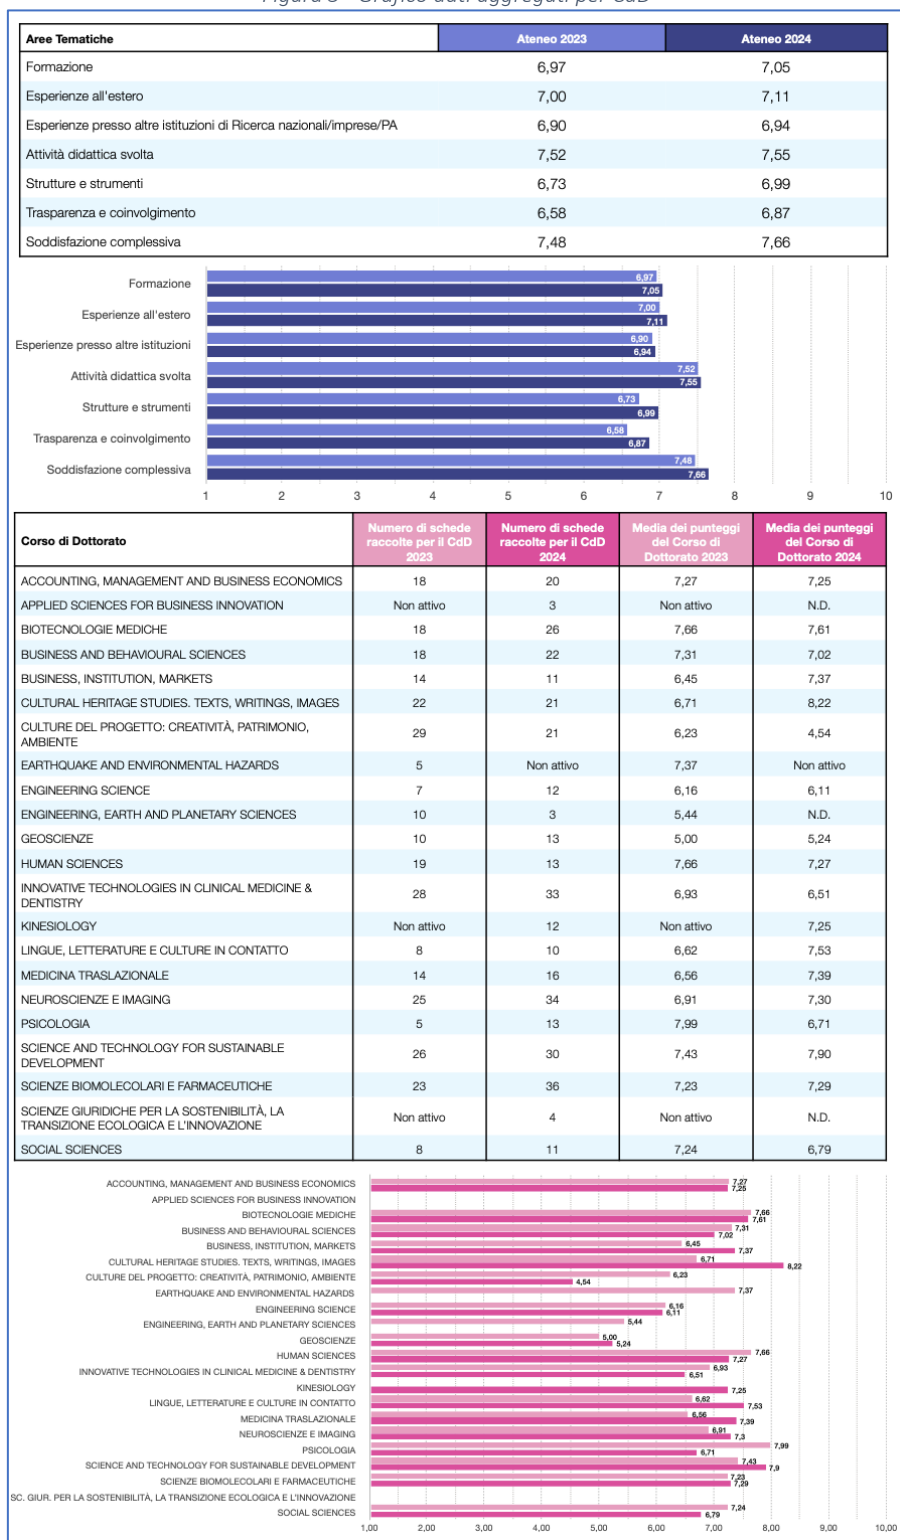 Figura 3 - Grafico dati aggregati per CdD
Aree Tematiche Ateneo 2023 Ateneo 2024
Formazione 6,97 7,05
Esperienze all'estero 7,00 7,11
Esperienze presso altre istituzioni di Ricerca nazionali/imprese/PA 6,90 6,94
Attività didattica svolta 7,52 7,55
Strutture e strumenti 6,73 6,99
Trasparenza e coinvolgimento 6,58 6,87
Soddisfazione complessiva 7,48 7,66
Formazione 6,97
7,05
Esperienze all'estero 7,00
7,11
Esperienze presso altre istituzioni 6,90
6,94
Attività didattica svolta 7,52
7,55
Strutture e strumenti 6,73
6,99
Trasparenza e coinvolgimento 6,58
6,87
Soddisfazione complessiva 7,48
7,66
1 2 3 4 5 6 7 8 9 10
Corso di Dottorato
Numero di schede
raccolte per il CdD
2023
Numero di schede
raccolte per il CdD
2024
Media dei punteggi
del Corso di
Dottorato 2023
Media dei punteggi
del Corso di
Dottorato 2024
ACCOUNTING, MANAGEMENT AND BUSINESS ECONOMICS 18 20 7,27 7,25
APPLIED SCIENCES FOR BUSINESS INNOVATION Non attivo 3 Non attivo N.D.
BIOTECNOLOGIE MEDICHE 18 26 7,66 7,61
BUSINESS AND BEHAVIOURAL SCIENCES 18 22 7,31 7,02
BUSINESS, INSTITUTION, MARKETS 14 11 6,45 7,37
CULTURAL HERITAGE STUDIES. TEXTS, WRITINGS, IMAGES 22 21 6,71 8,22
CULTURE DEL PROGETTO: CREATIVITÀ, PATRIMONIO,
AMBIENTE 29 21 6,23 4,54
EARTHQUAKE AND ENVIRONMENTAL HAZARDS 5 Non attivo 7,37 Non attivo
ENGINEERING SCIENCE 7 12 6,16 6,11
ENGINEERING, EARTH AND PLANETARY SCIENCES 10 3 5,44 N.D.
GEOSCIENZE 10 13 5,00 5,24
HUMAN SCIENCES 19 13 7,66 7,27
INNOVATIVE TECHNOLOGIES IN CLINICAL MEDICINE &
DENTISTRY 28 33 6,93 6,51
KINESIOLOGY Non attivo 12 Non attivo 7,25
LINGUE, LETTERATURE E CULTURE IN CONTATTO 8 10 6,62 7,53
MEDICINA TRASLAZIONALE 14 16 6,56 7,39
NEUROSCIENZE E IMAGING 25 34 6,91 7,30
PSICOLOGIA 5 13 7,99 6,71
SCIENCE AND TECHNOLOGY FOR SUSTAINABLE
DEVELOPMENT 26 30 7,43 7,90
SCIENZE BIOMOLECOLARI E FARMACEUTICHE 23 36 7,23 7,29
SCIENZE GIURIDICHE PER LA SOSTENIBILITÀ, LA
TRANSIZIONE ECOLOGICA E L'INNOVAZIONE Non attivo 4 Non attivo N.D.
SOCIAL SCIENCES 8 11 7,24 6,79
ACCOUNTING, MANAGEMENT AND BUSINESS ECONOMICS 7,27
7,25
APPLIED SCIENCES FOR BUSINESS INNOVATION
BIOTECNOLOGIE MEDICHE 7,66
7,61
BUSINESS AND BEHAVIOURAL SCIENCES 7,31
7,02
BUSINESS, INSTITUTION, MARKETS 6,45
7,37
CULTURAL HERITAGE STUDIES. TEXTS, WRITINGS, IMAGES 6,71
8,22
CULTURE DEL PROGETTO: CREATIVITÀ, PATRIMONIO, AMBIENTE 6,23
4,54
EARTHQUAKE AND ENVIRONMENTAL HAZARDS 7,37
ENGINEERING SCIENCE 6,16
6,11
ENGINEERING, EARTH AND PLANETARY SCIENCES 5,44
GEOSCIENZE 5,00
5,24
HUMAN SCIENCES 7,66
7,27
INNOVATIVE TECHNOLOGIES IN CLINICAL MEDICINE & DENTISTRY 6,93
6,51
KINESIOLOGY 7,25
LINGUE, LETTERATURE E CULTURE IN CONTATTO 6,62
7,53
MEDICINA TRASLAZIONALE 6,56
7,39
NEUROSCIENZE E IMAGING 6,91
7,3
PSICOLOGIA 7,99
6,71
SCIENCE AND TECHNOLOGY FOR SUSTAINABLE DEVELOPMENT 7,43
7,9
SCIENZE BIOMOLECOLARI E FARMACEUTICHE 7,23
7,29
SC. GIUR. PER LA SOSTENIBILITÀ, LA TRANSIZIONE ECOLOGICA E L'INNOVAZIONE
SOCIAL SCIENCES 7,24
6,79
1,00 2,00 3,00 4,00 5,00 6,00 7,00 8,00 9,00 10,00